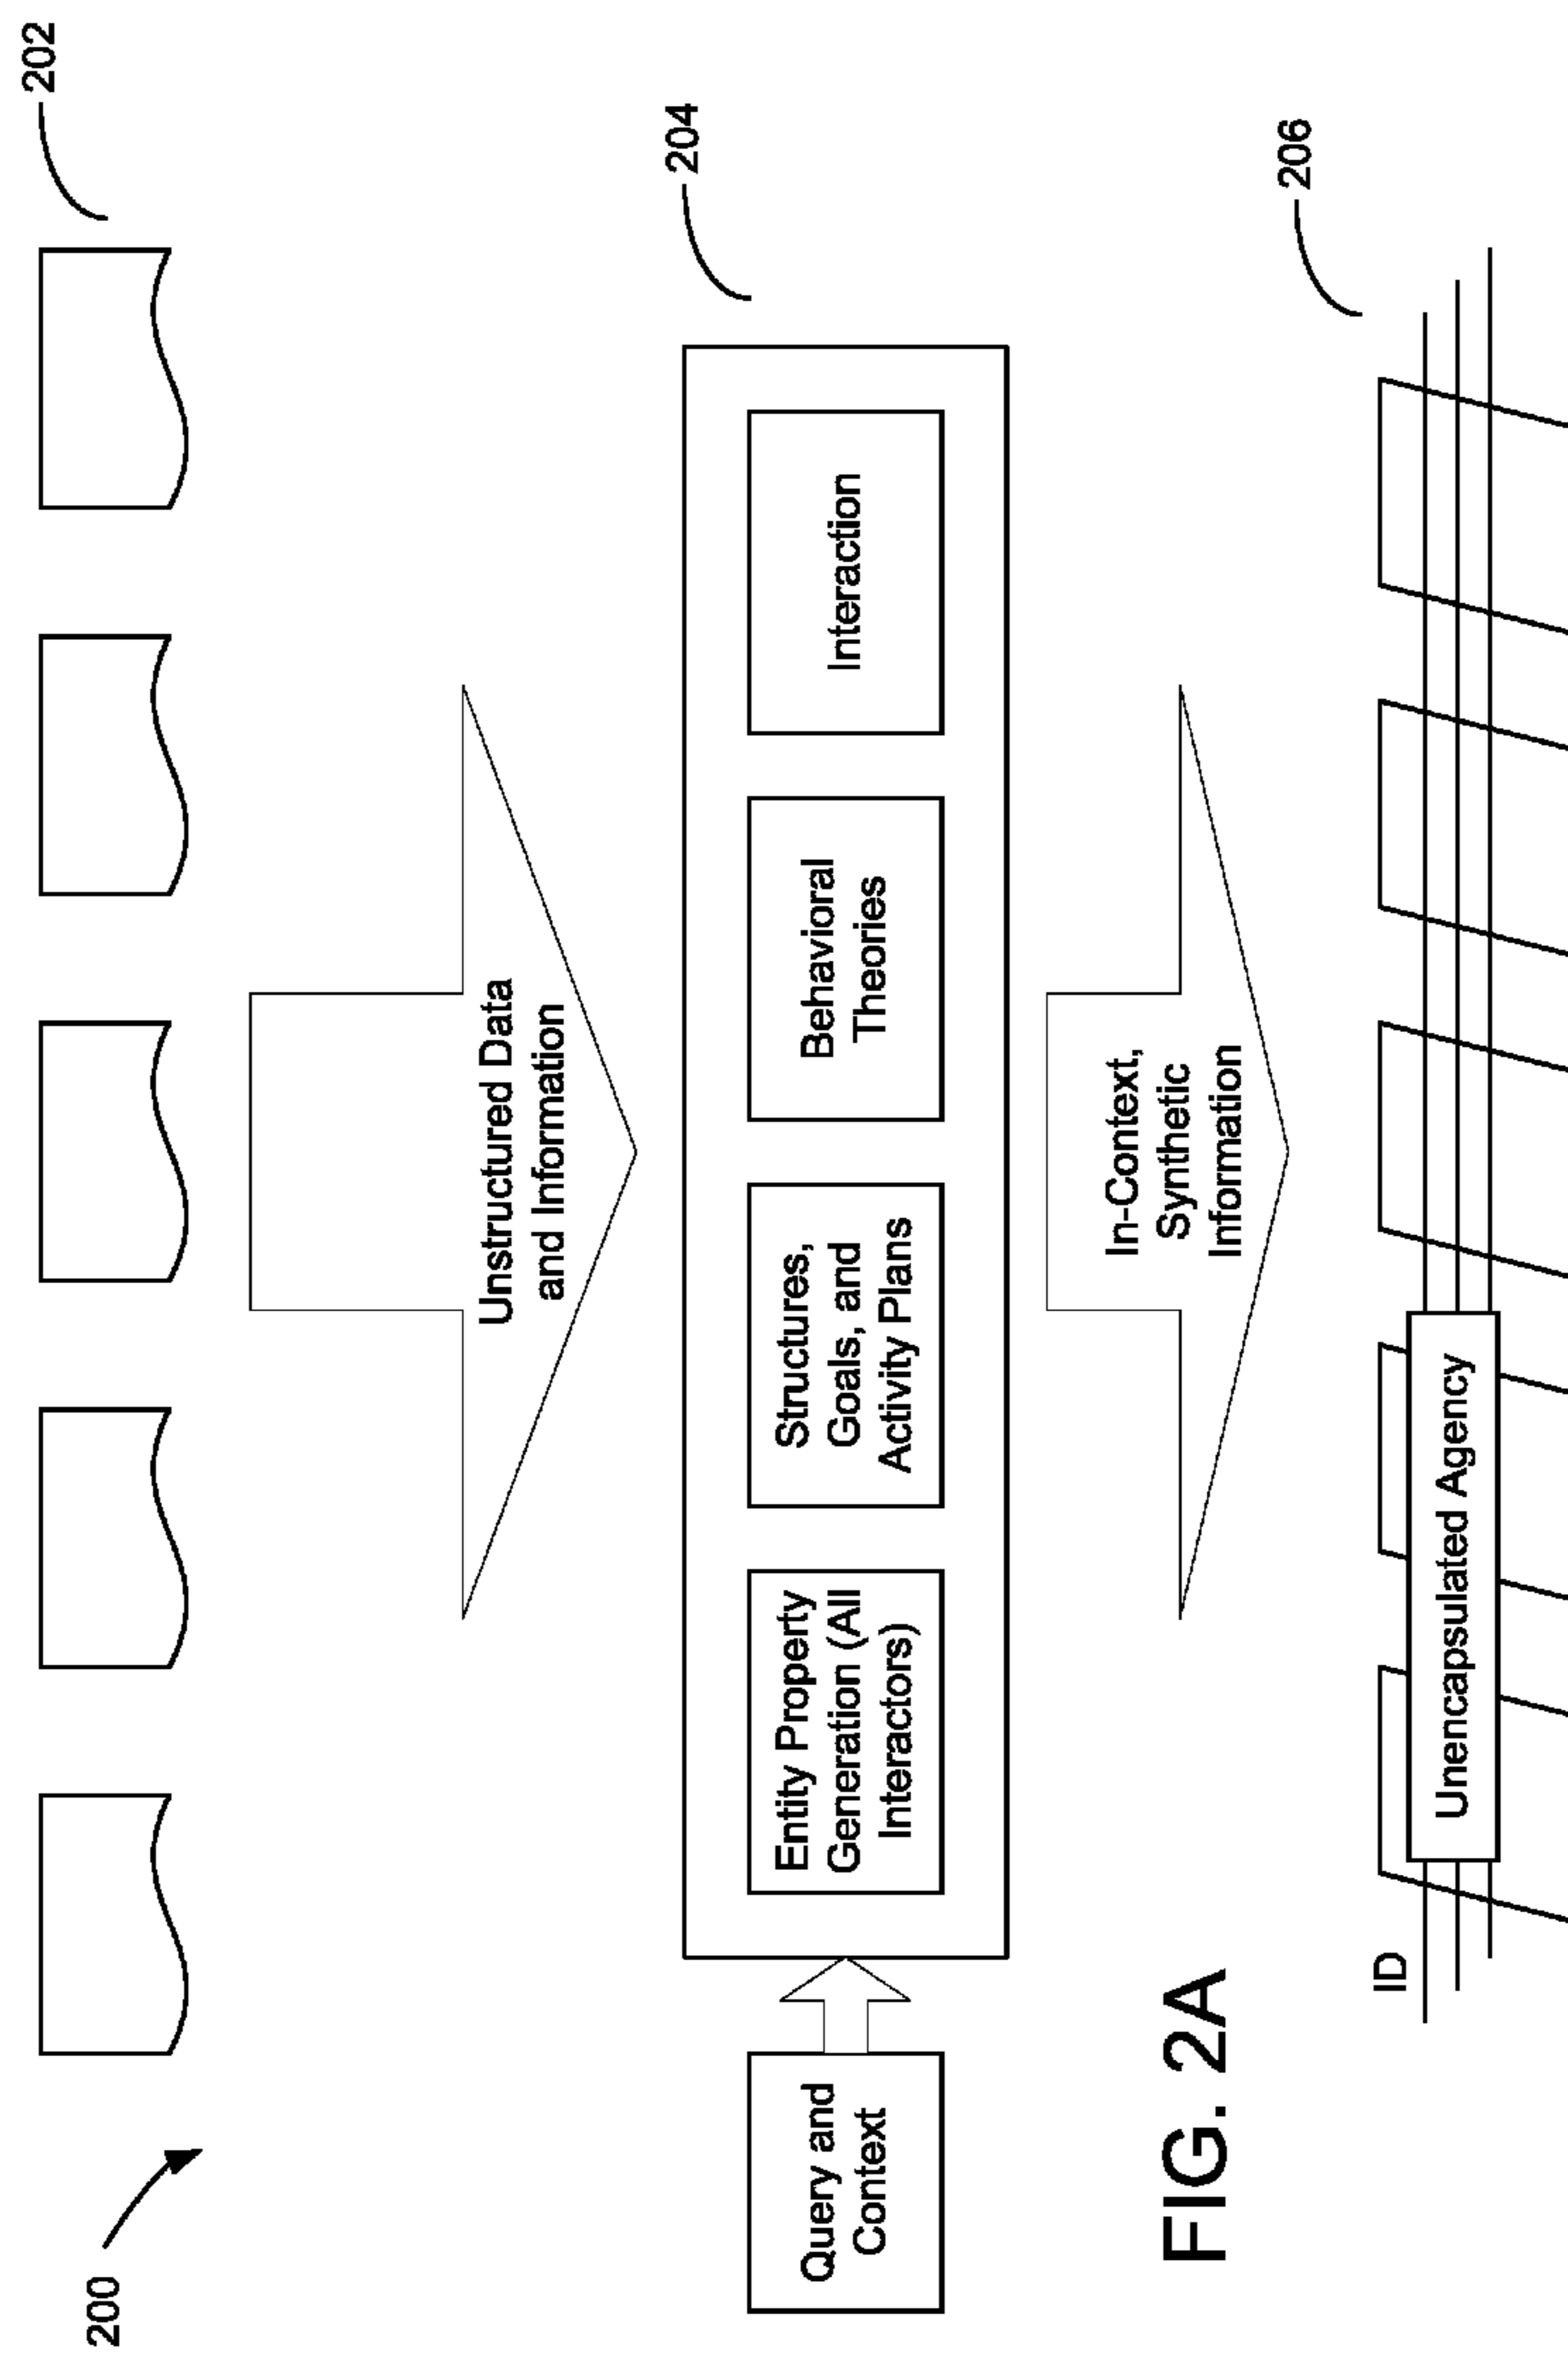 200
202
Unstructured Data
and Information
204
Query and
Context
Entity Property
Generation (All
Interactors)
Structures,
Goals, and
Activity Plans
Behavioral
Theories
Interaction
In-Context,
Synthetic
Information
FIG. 2A
206
ID
Unencapsulated Agency